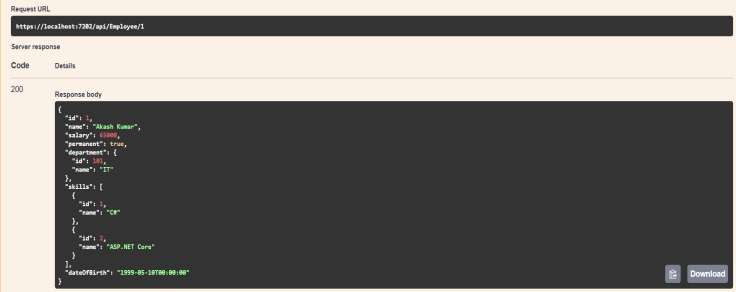 Request URL
https://localhost:7202/api/Employee/1
Server response
Code Details
200
Response body
{
"id": 1,
"name": "Akash Kumar",
"salary": 65000,
"permanent": true,
"department": {
"id": 101,
"name": "IT"
},
"skills": [
{
"id": 1,
"name": "C#"
},
{
"id": 2,
"name": "ASP.NET Core"
}
],
"dateOfBirth": "1999-05-10T00:00:00"
}
Download